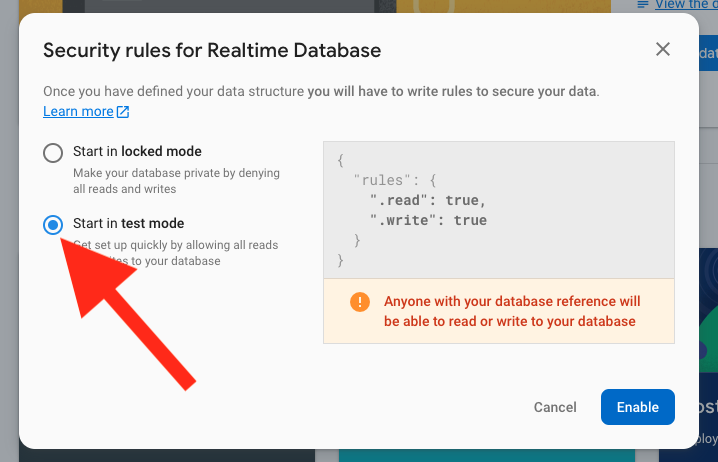 View the d
Security rules for Realtime Database
Once you have defined your data structure you will have to write rules to secure your data.
Learn more
Start in locked mode
Make your database private by denying
all reads and writes
Start in test mode
Get set up quickly by allowing all reads
to your database
{
"rules": {
".read": true,
".write": true
}
}
Anyone with your database reference will
be able to read or write to your database
Cancel
Enable